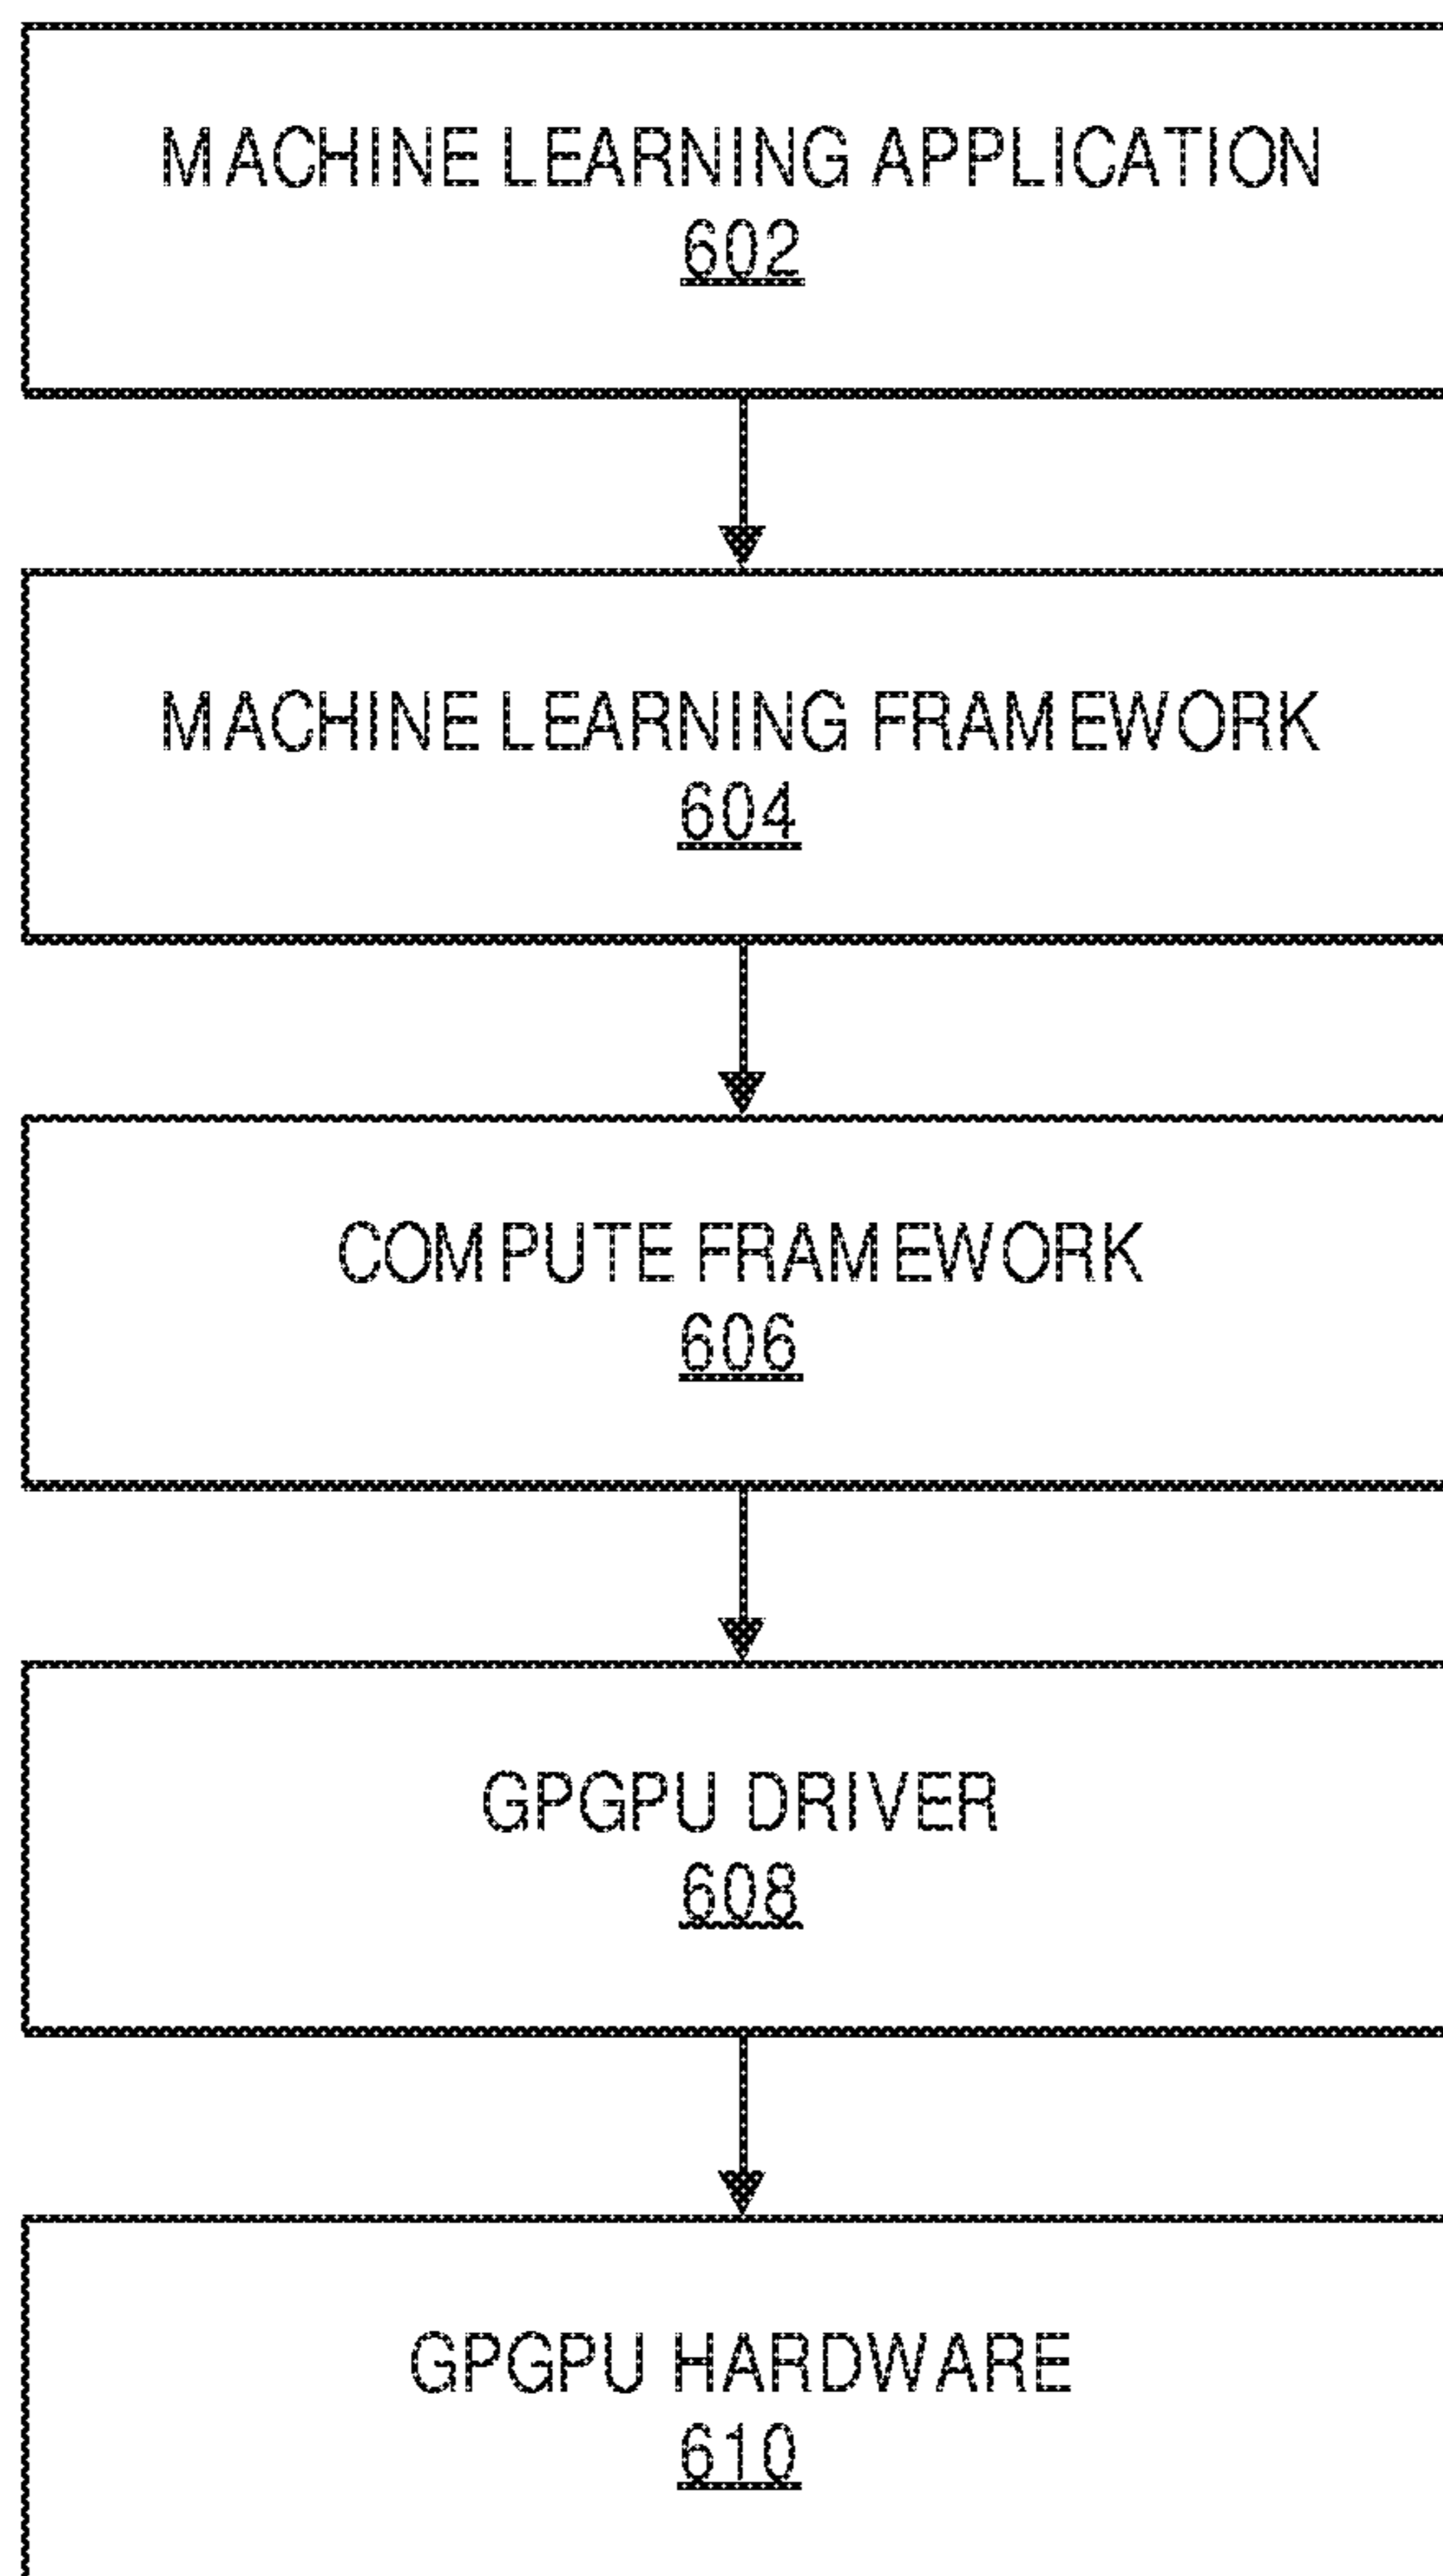 MACHINE LEARNING APPLICATION
602
MACHINE LEARNING FRAMEWORK
604
COMPUTE FRAMEWORK
606
GPGPU DRIVER
608
GPGPU HARDWARE
610